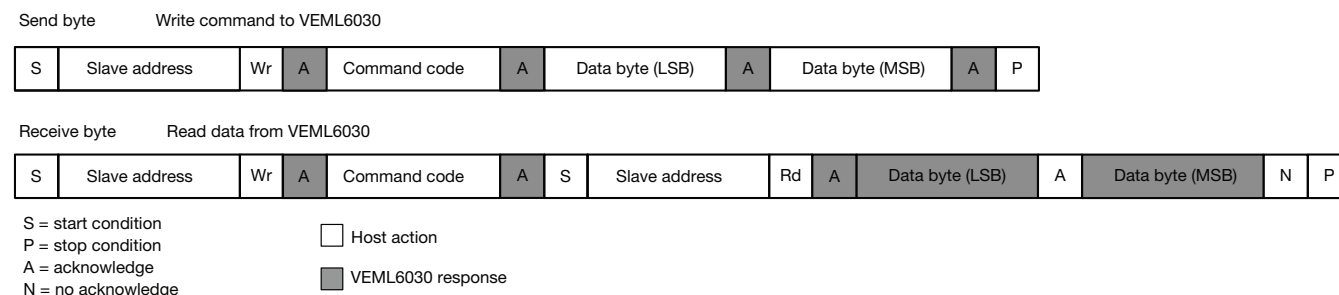 Send byte Write command to VEML6030
S Slave address Wr A Command code A Data byte (LSB) A Data byte (MSB) A P
Receive byte Read data from VEML6030
S Slave address Wr A Command code A S Slave address Rd A Data byte (LSB) A Data byte (MSB) N P
S = start condition
P = stop condition
A = acknowledge
N = no acknowledge
Host action
VEML6030 response